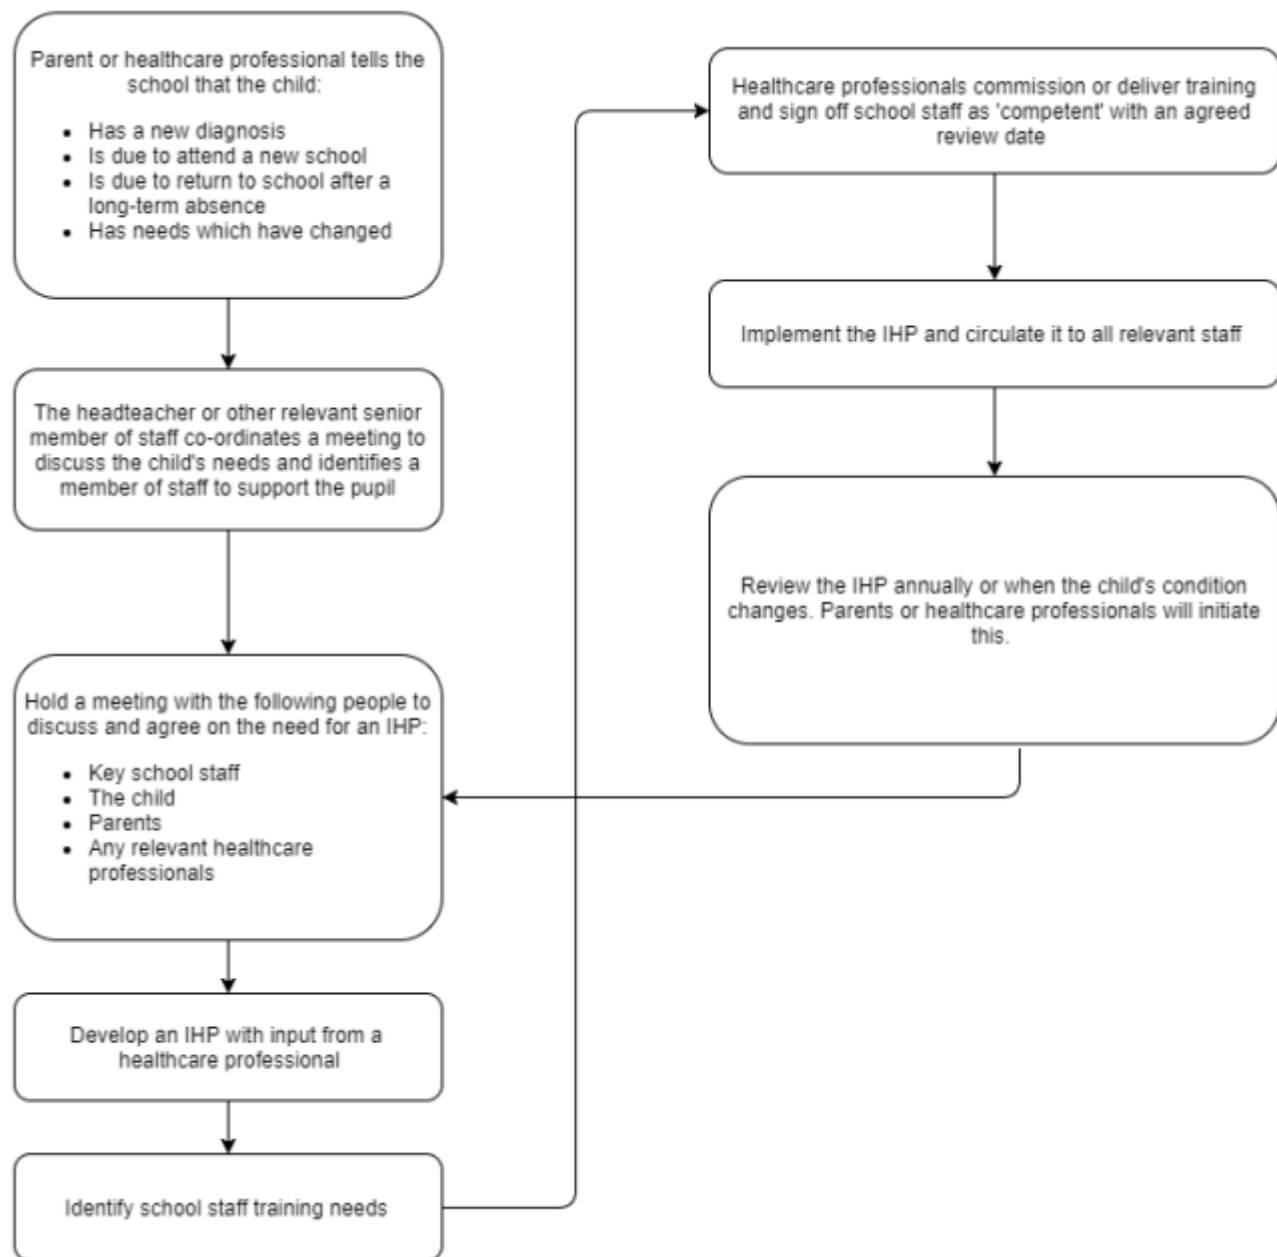 Parent or healthcare professional tells the
school that the child:
• Has a new diagnosis
• Is due to attend a new school
• Is due to return to school after a
long-term absence
• Has needs which have changed
The headteacher or other relevant senior
member of staff co-ordinates a meeting to
discuss the child's needs and identifies a
member of staff to support the pupil
Hold a meeting with the following people to
discuss and agree on the need for an IHP:
• Key school staff
• The child
• Parents
• Any relevant healthcare
professionals
Develop an IHP with input from a
healthcare professional
Identify school staff training needs
Healthcare professionals commission or deliver training
and sign off school staff as 'competent' with an agreed
review date
Implement the IHP and circulate it to all relevant staff
Review the IHP annually or when the child's condition
changes. Parents or healthcare professionals will initiate
this.